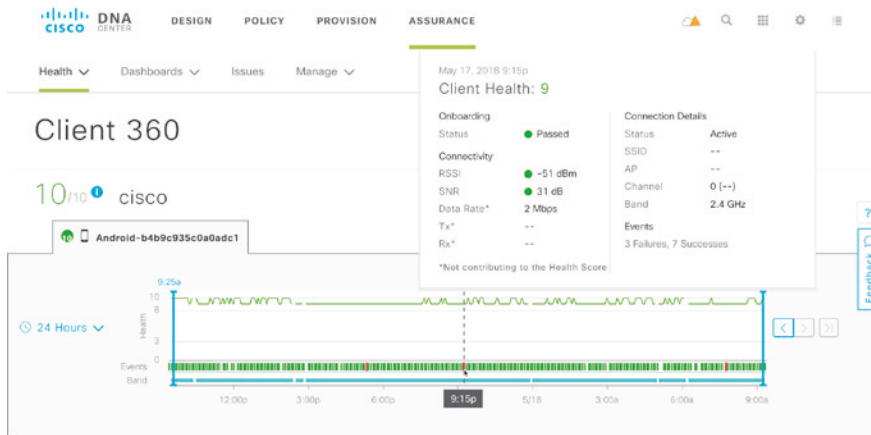 CISCO DNA CENTER DESIGN POLICY PROVISION ASSURANCE
Health Dashboards Issues Manage
Client 360
10/10 cisco
10 Android-b4b9c935c0a0adc1
May 17, 2018 9:15p
Client Health: 9
Onboarding
Status Passed
Connectivity
RSSI -51 dBm
SNR 31 dB
Data Rate* 2 Mbps
Tx* --
Rx* --
*Not contributing to the Health Score
Connection Details
Status Active
SSID --
AP --
Channel 0 (--)
Band 2.4 GHz
Events
3 Failures, 7 Successes
?
Feedback
24 Hours
9:25a
Health
10
8
3
0
Events
Band
12:00p 3:00p 6:00p 9:15p 5/18 3:00a 6:00a 9:00a